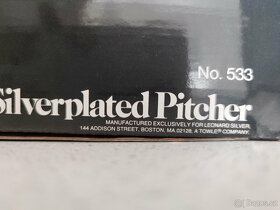 No. 533
Silverplated Pitcher
MANUFACTURED EXCLUSIVELY FOR LEONARD SILVER,
144 ADDISON STREET, BOSTON, MA 02128, A TOWLE® COMPANY.